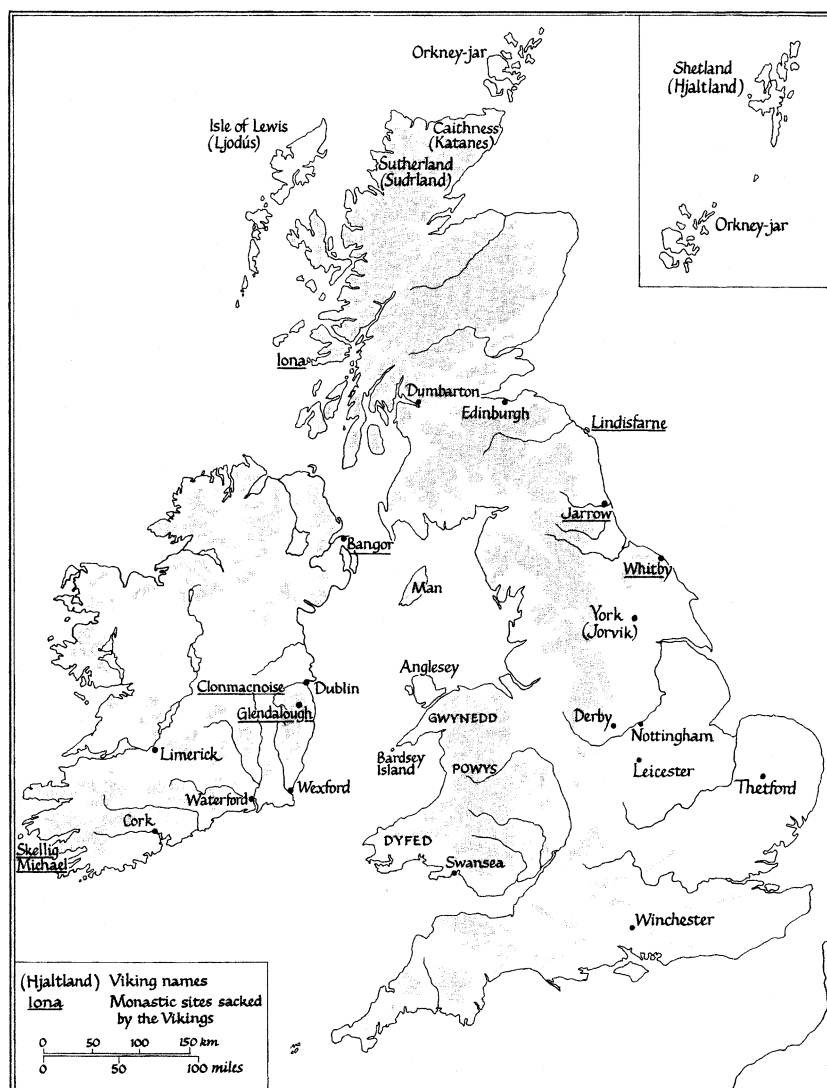 Orkney-jar
Shetland
(Hjaltland)
Isle of Lewis
(Ljodús)
Caithness
(Katanes)
Sutherland
(Sudrland)
Orkney-jar
Iona
Dumbarton
Edinburgh
Lindisfarne
Jarrow
Bangor
Whitby
Man
York
(Jorvik)
Anglesey
Clonmacnoise
Dublin
Glendalough
GWYNEDD
Derby
Nottingham
Limerick
Bardsey
Island
POWYS
Leicester
Wexford
Thetford
Waterford
Cork
DYFED
Skellig
Michael
Swansea
Winchester
(Hjaltland) Viking names
Iona Monastic sites sacked
by the Vikings
0 50 100 150 km
0 50 100 miles